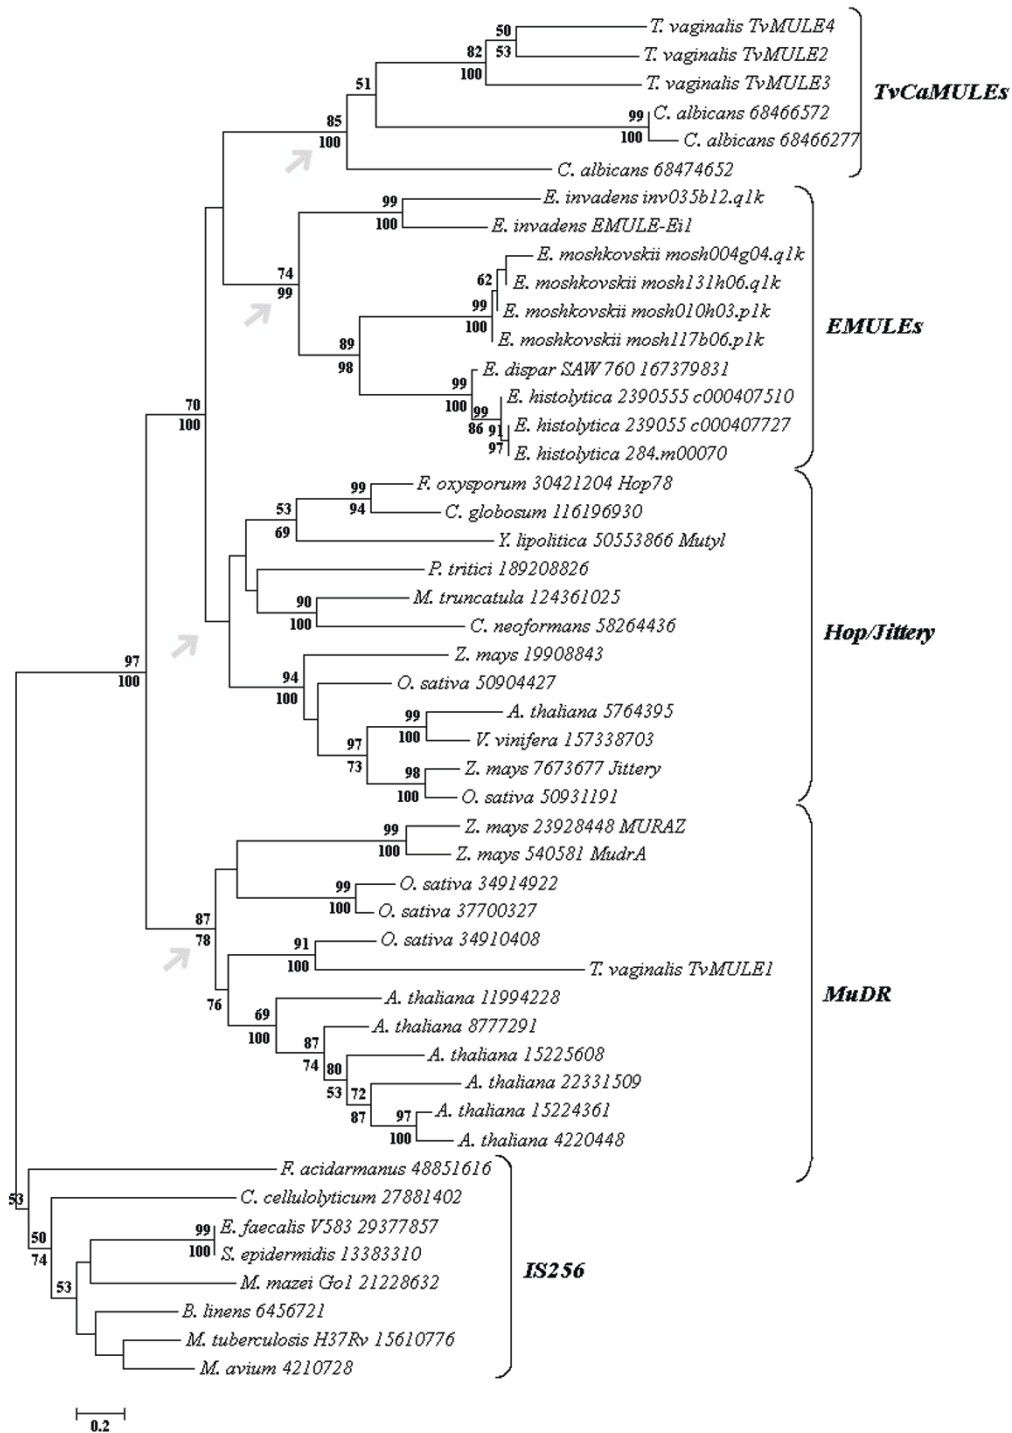 50
T. vaginalis TvMULE4
82
53
T. vaginalis TvMULE2
51
100
T. vaginalis TvMULE3
TvCaMULEs
85
99
C. albicans 68466572
100
100
C. albicans 68466277
C. albicans 68474652
99
E. invadens inv035b12.q1k
100
E. invadens EMULE-Ei1
E. moshkovskii mosh004g04.q1k
74
62
E. moshkovskii mosh131h06.q1k
99
99
E. moshkovskii mosh010h03.p1k
EMULEs
89
100
E. moshkovskii mosh117b06.p1k
98
E. dispar SAW 760 167379831
99
E. histolytica 2390555 c000407510
70
100
99
E. histolytica 239055 c000407727
100
86
91
97
E. histolytica 284.m00070
99
F. oxysporum 30421204 Hop78
53
94
C. globosum 116196930
69
Y. lipolitica 50553866 Mutyl
P. tritici 189208826
90
M. truncatula 124361025
100
C. neoformans 58264436
Hop/Jittery
97
Z. mays 19908843
100
94
O. sativa 50904427
100
99
A. thaliana 5764395
97
100
V. vinifera 157338703
73
98
Z. mays 7673677 Jittery
100
O. sativa 50931191
99
Z. mays 23928448 MURAZ
100
Z. mays 540581 MudrA
99
O. sativa 34914922
87
100
O. sativa 37700327
78
91
O. sativa 34910408
100
T. vaginalis TvMULE1
MuDR
76
69
A. thaliana 11994228
100
87
A. thaliana 8777291
74
80
A. thaliana 15225608
53
72
A. thaliana 22331509
87
97
A. thaliana 15224361
100
A. thaliana 4220448
F. acidarmanus 48851616
53
C. cellulolyticum 27881402
50
99
E. faecalis V583 29377857
74
100
S. epidermidis 13383310
IS256
53
M. mazei Go1 21228632
B. linens 6456721
M. tuberculosis H37Rv 15610776
M. avium 4210728
0.2